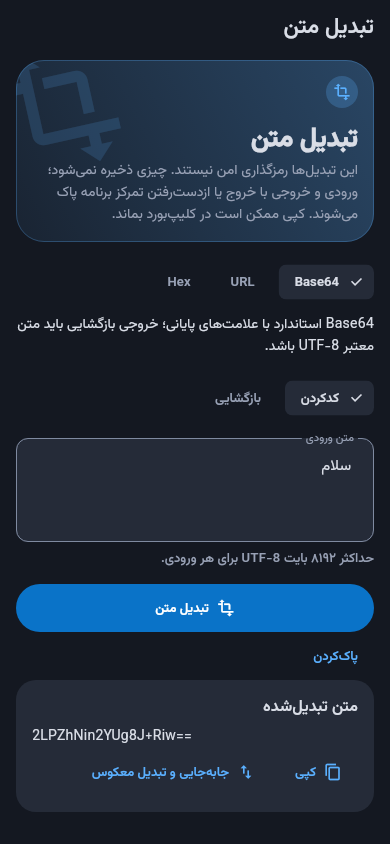 تبدیل متن
تبدیل متن
این تبدیل‌ها رمزگذاری امن نیستند. چیزی ذخیره نمی‌شود؛
ورودی و خروجی با خروج یا ازدست‌رفتن تمرکز برنامه پاک
می‌شوند. کپی ممکن است در کلیپ‌بورد بماند.
Base64 URL Hex
Base64 استاندارد با علامت‌های پایانی؛ خروجی بازگشایی باید متن
معتبر UTF-8 باشد.
کدکردن بازگشایی
متن ورودی
سلام
حداکثر ۸۱۹۲ بایت UTF-8 برای هر ورودی.
تبدیل متن
پاک‌کردن
متن تبدیل‌شده
2LPZhNin2YUg8J+Riw==
کپی جابه‌جایی و تبدیل معکوس